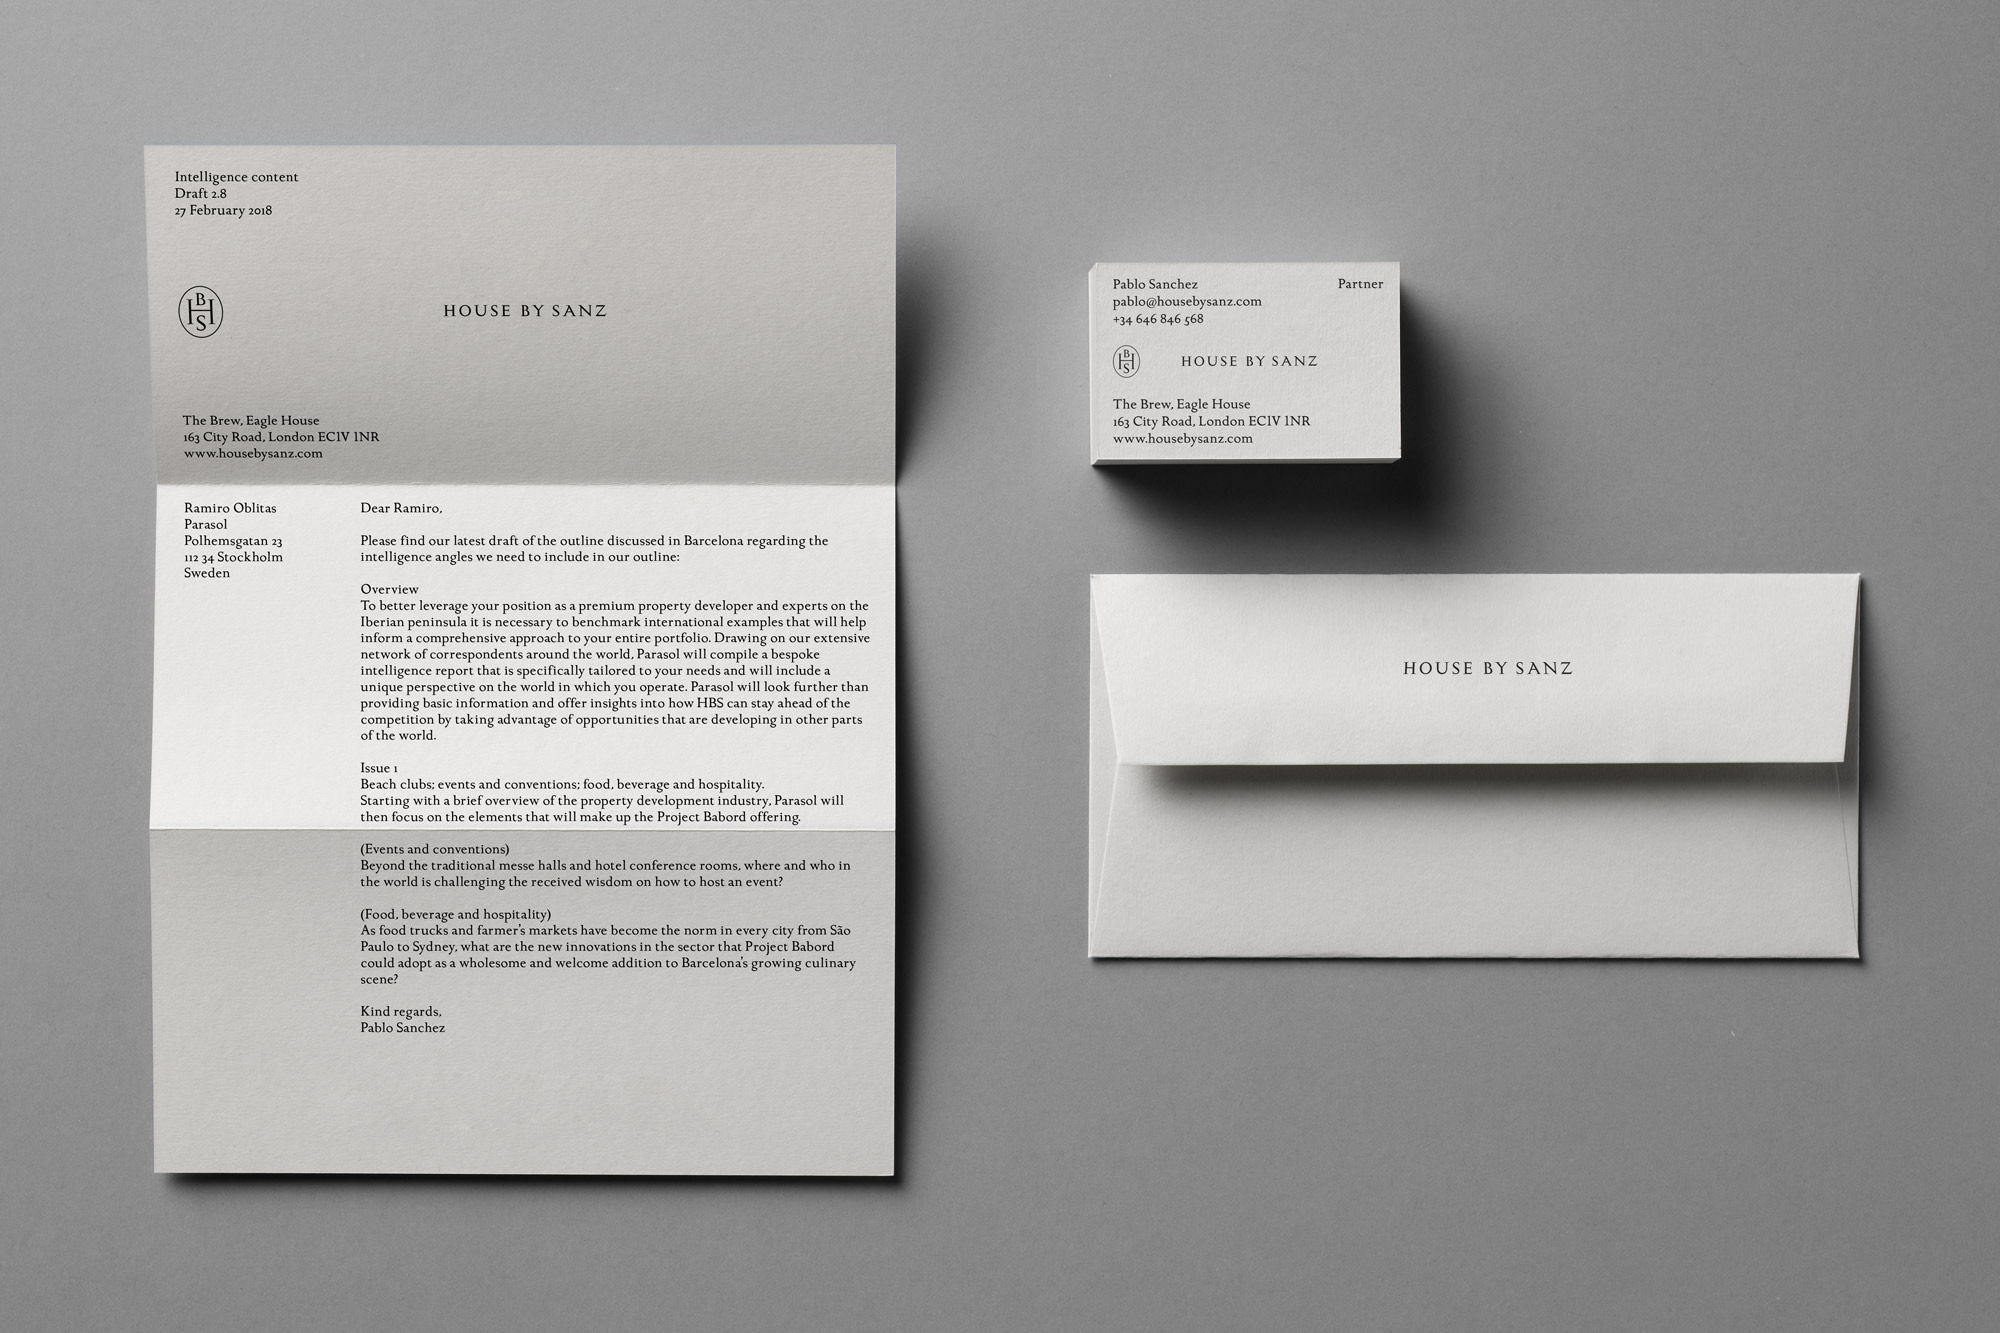 Intelligence content
Draft 2.8
27 February 2018
HBS
HOUSE BY SANZ
The Brew, Eagle House
163 City Road, London EC1V 1NR
www.housebysanz.com
Ramiro Oblitas
Parasol
Polhemsgatan 23
112 34 Stockholm
Sweden
Dear Ramiro,
Please find our latest draft of the outline discussed in Barcelona regarding the
intelligence angles we need to include in our outline:
Overview
To better leverage your position as a premium property developer and experts on the
Iberian peninsula it is necessary to benchmark international examples that will help
inform a comprehensive approach to your entire portfolio. Drawing on our extensive
network of correspondents around the world, Parasol will compile a bespoke
intelligence report that is specifically tailored to your needs and will include a
unique perspective on the world in which you operate. Parasol will look further than
providing basic information and offer insights into how HBS can stay ahead of the
competition by taking advantage of opportunities that are developing in other parts
of the world.
Issue 1
Beach clubs; events and conventions; food, beverage and hospitality.
Starting with a brief overview of the property development industry, Parasol will
then focus on the elements that will make up the Project Babord offering.
(Events and conventions)
Beyond the traditional messe halls and hotel conference rooms, where and who in
the world is challenging the received wisdom on how to host an event?
(Food, beverage and hospitality)
As food trucks and farmer's markets have become the norm in every city from São
Paulo to Sydney, what are the new innovations in the sector that Project Babord
could adopt as a wholesome and welcome addition to Barcelona's growing culinary
scene?
Kind regards,
Pablo Sanchez
Pablo Sanchez Partner
pablo@housebysanz.com
+34 646 846 568
HBS
HOUSE BY SANZ
The Brew, Eagle House
163 City Road, London EC1V 1NR
www.housebysanz.com
HOUSE BY SANZ